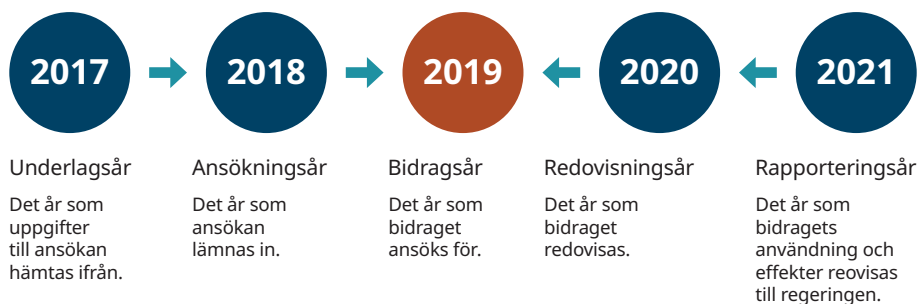 2017
2018
2019
2020
2021
Underlagsår
Det år som
uppgifter
till ansökan
hämtas ifrån.
Ansökningsår
Det år som
ansökan
lämnas in.
Bidragsår
Det år som
bidraget
ansöks för.
Redovisningsår
Det år som
bidraget
redovisas.
Rapporteringsår
Det år som
bidragets
användning och
effekter reovisas
till regeringen.